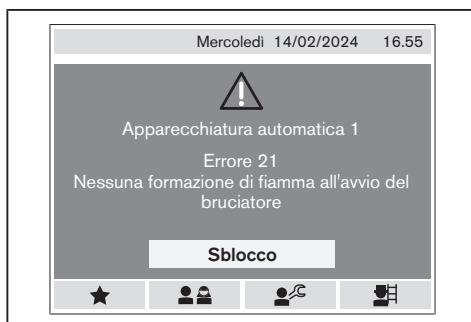 Mercoledì 14/02/2024 16.55
Apparecchiatura automatica 1
Errore 21
Nessuna formazione di fiamma all'avvio del
bruciatore
Sblocco